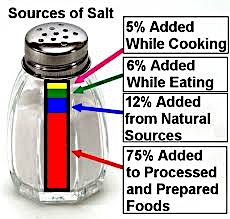 Sources of Salt
5% Added
While Cooking
6% Added
While Eating
12% Added
from Natural
Sources
75% Added
to Processed
and Prepared
Foods